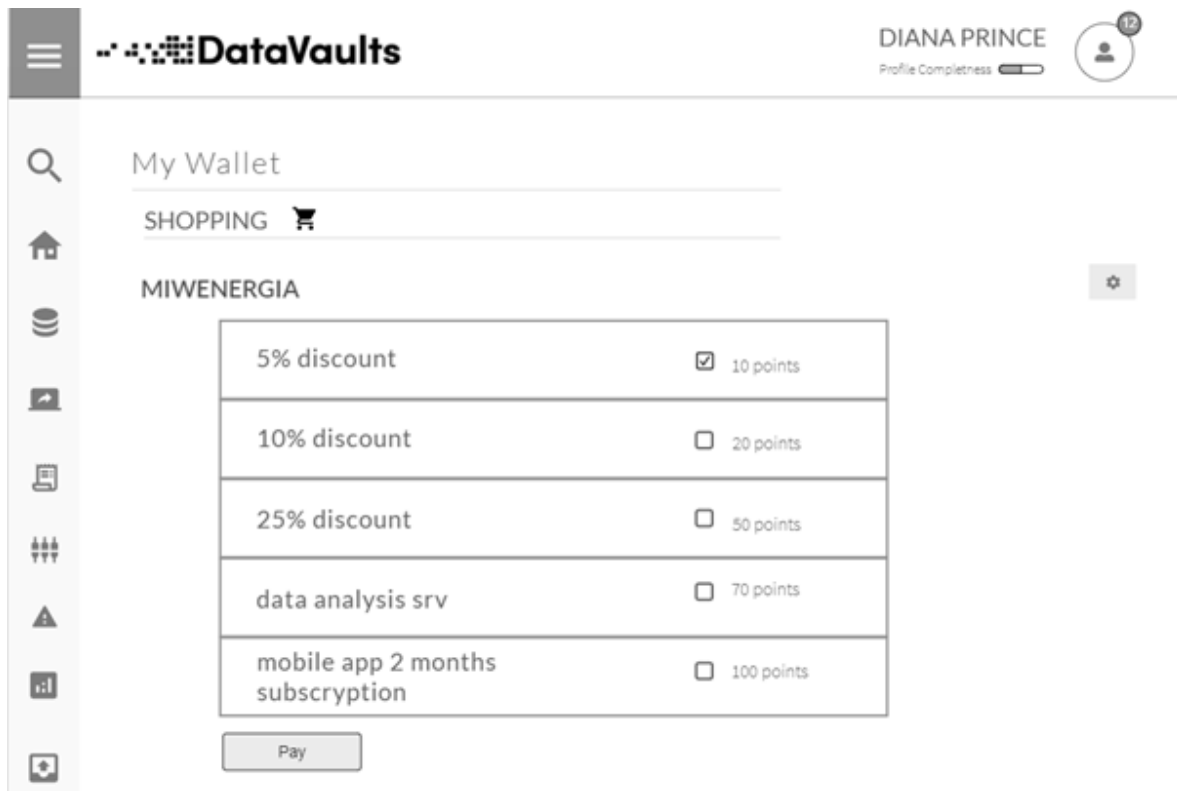 DataVaults
DIANA PRINCE
Profile Completness
12
My Wallet
SHOPPING
MIWENERGIA
5% discount 10 points
10% discount 20 points
25% discount 50 points
data analysis srv 70 points
mobile app 2 months 100 points
subscryption
Pay